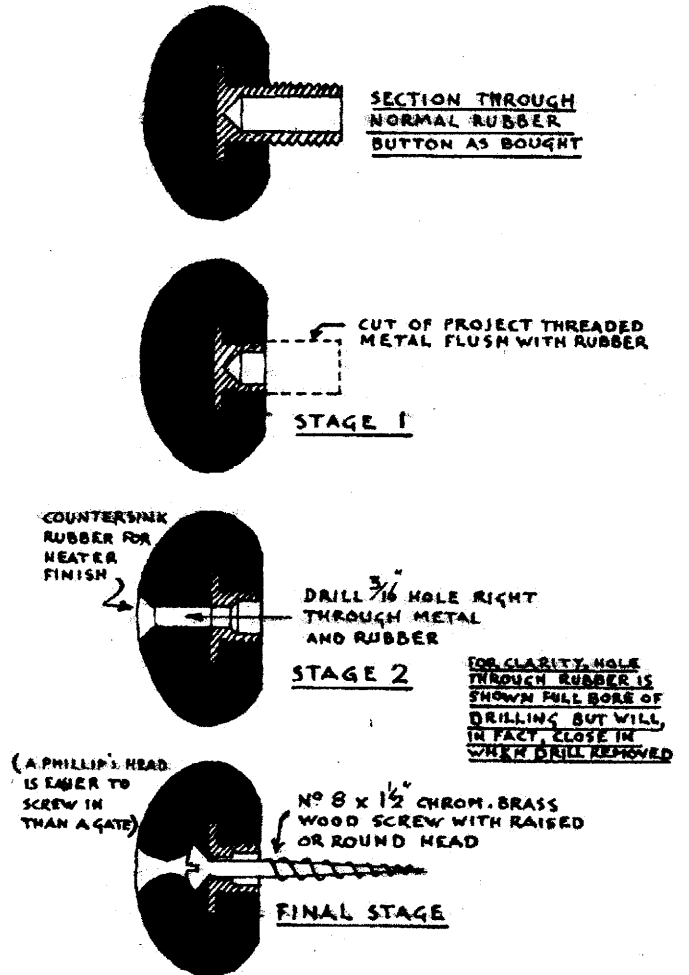 SECTION THROUGH
NORMAL RUBBER
BUTTON AS BOUGHT
CUT OF PROJECT THREADED
METAL FLUSH WITH RUBBER
STAGE 1
COUNTERSINK
RUBBER FOR
NEATER
FINISH
DRILL 3/16" HOLE RIGHT
THROUGH METAL
AND RUBBER
STAGE 2
FOR CLARITY, HOLE
THROUGH RUBBER IS
SHOWN FULL BORE OF
DRILLING BUT WILL,
IN FACT, CLOSE IN
WHEN DRILL REMOVED
(A PHILLIP'S HEAD
IS EASIER TO
SCREW IN
THAN A GATE)
Nº 8 x 1½" CHROM. BRASS
WOOD SCREW WITH RAISED
OR ROUND HEAD
FINAL STAGE